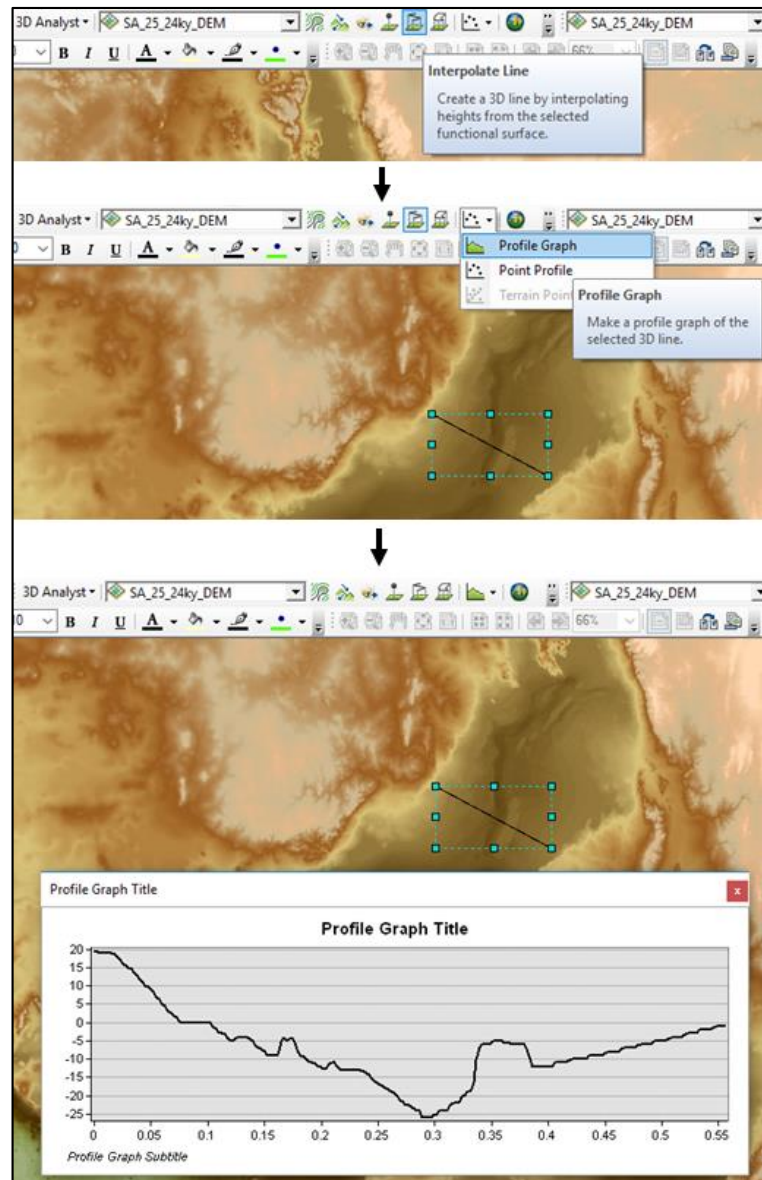 3D Analyst SA_25_24ky_DEM SA_25_24ky_DEM
B I U A 66%
Interpolate Line
Create a 3D line by interpolating
heights from the selected
functional surface.
3D Analyst SA_25_24ky_DEM SA_25_24ky_DEM
B I U A
Profile Graph
Point Profile
Terrain Point
Profile Graph
Make a profile graph of the
selected 3D line.
3D Analyst SA_25_24ky_DEM SA_25_24ky_DEM
B I U A 66%
Profile Graph Title
x
Profile Graph Title
20
15
10
5
0
-5
-10
-15
-20
-25
0 0.05 0.1 0.15 0.2 0.25 0.3 0.35 0.4 0.45 0.5 0.55
Profile Graph Subtitle